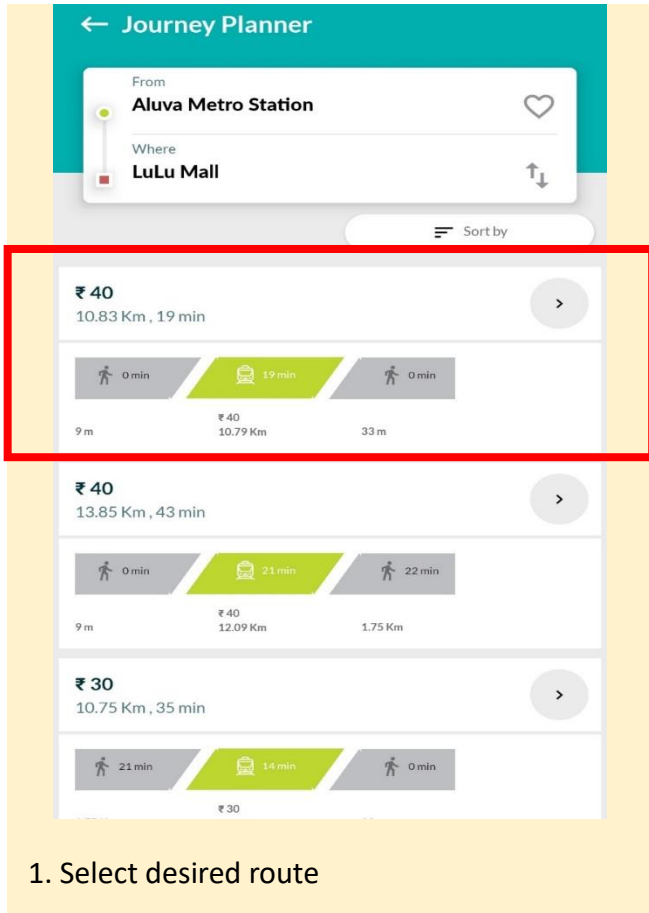 ← Journey Planner
From
Aluva Metro Station
Where
LuLu Mall
Sort by
₹ 40
10.83 Km , 19 min
0 min 19 min 0 min
₹ 40
9 m 10.79 Km 33 m
₹ 40
13.85 Km , 43 min
0 min 21 min 22 min
₹ 40
9 m 12.09 Km 1.75 Km
₹ 30
10.75 Km , 35 min
21 min 14 min 0 min
₹ 30
1. Select desired route